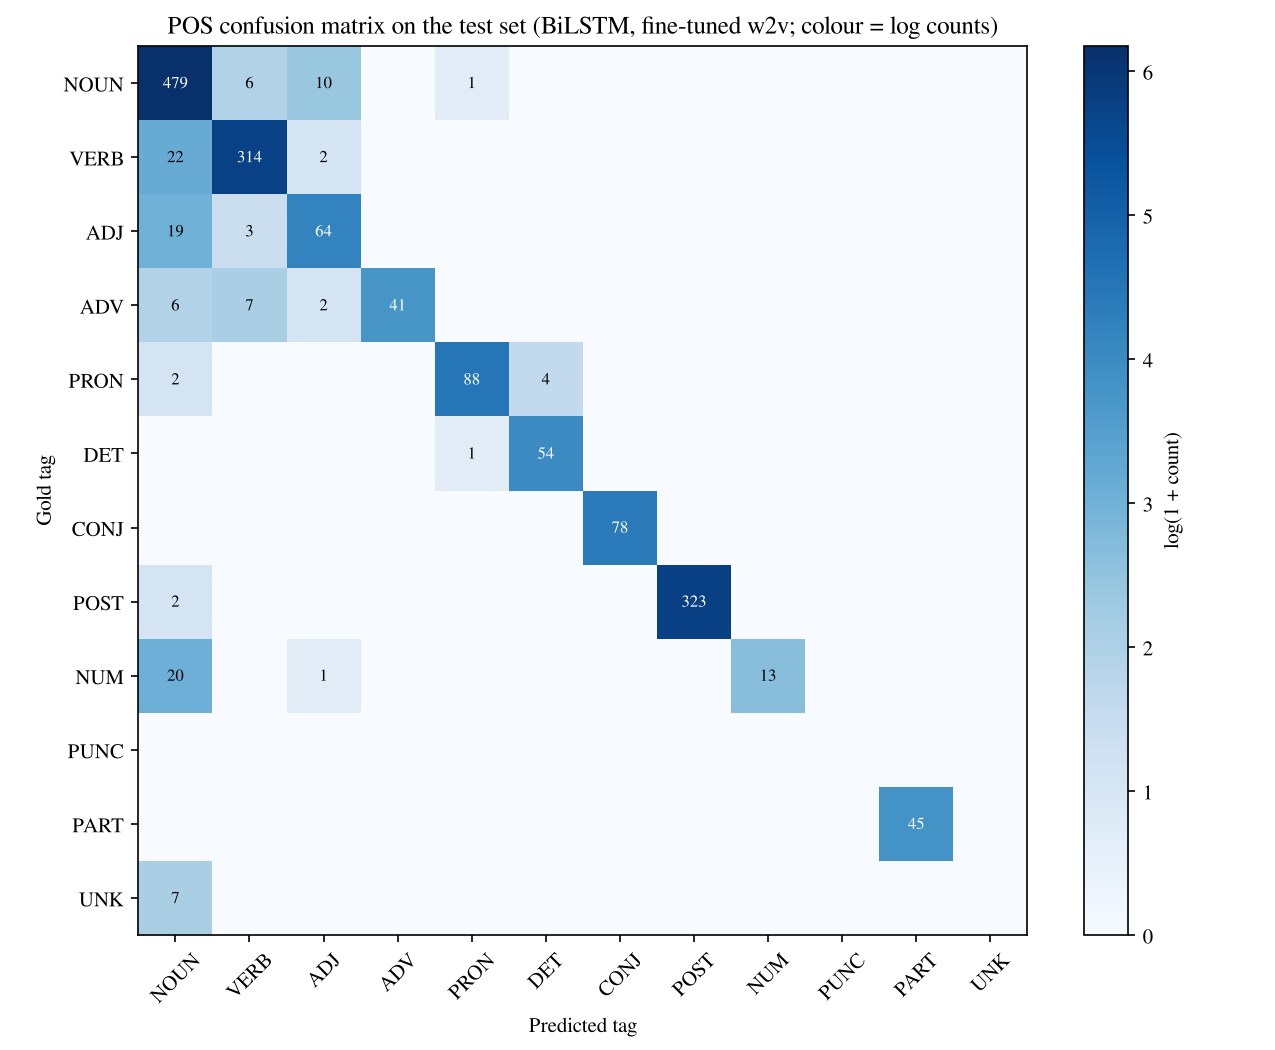 POS confusion matrix on the test set (BiLSTM, fine-tuned w2v; colour = log counts)
NOUN 479 6 10 1
VERB 22 314 2
ADJ 19 3 64
ADV 6 7 2 41
PRON 2 88 4
DET 1 54
CONJ 78
POST 2 323
NUM 20 1 13
PUNC
PART 45
UNK 7
NOUN VERB ADJ ADV PRON DET CONJ POST NUM PUNC PART UNK
Predicted tag
Gold tag
6
5
4
3
2
1
0
log(1 + count)